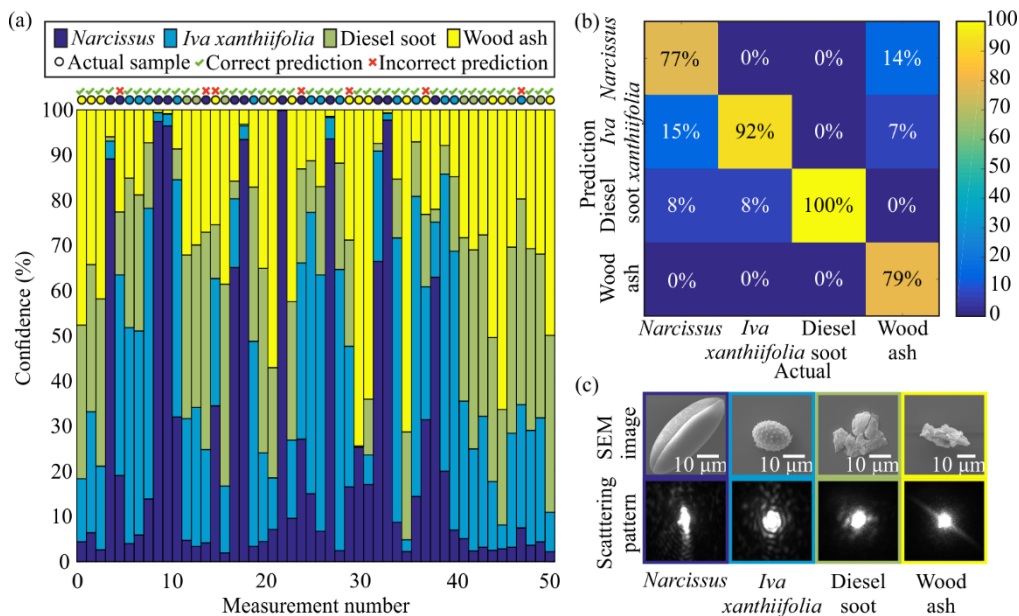 (a)
Narcissus Iva xanthiifolia Diesel soot Wood ash
Actual sample Correct prediction Incorrect prediction
100
90
80
70
60
50
40
30
20
10
0
Confidence (%)
0 10 20 30 40 50
Measurement number
(b)
Prediction
Narcissus
Iva
xanthiifolia
Diesel
soot
Wood
ash
77% 0% 0% 14%
15% 92% 0% 7%
8% 8% 100% 0%
0% 0% 0% 79%
Narcissus Iva Diesel Wood
xanthiifolia soot ash
Actual
100
90
80
70
60
50
40
30
20
10
0
(c)
SEM
image
10 µm 10 µm 10 µm 10 µm
Scattering
pattern
Narcissus Iva Diesel Wood
xanthiifolia soot ash